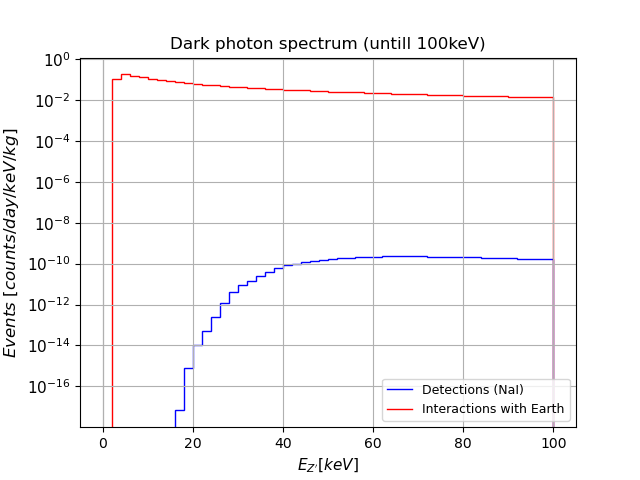 Dark photon spectrum (untill 100keV)
Events [counts/day/keV/kg]
10⁰
10⁻²
10⁻⁴
10⁻⁶
10⁻⁸
10⁻¹⁰
10⁻¹²
10⁻¹⁴
10⁻¹⁶
Detections (NaI)
Interactions with Earth
0 20 40 60 80 100
E_Z′[keV]